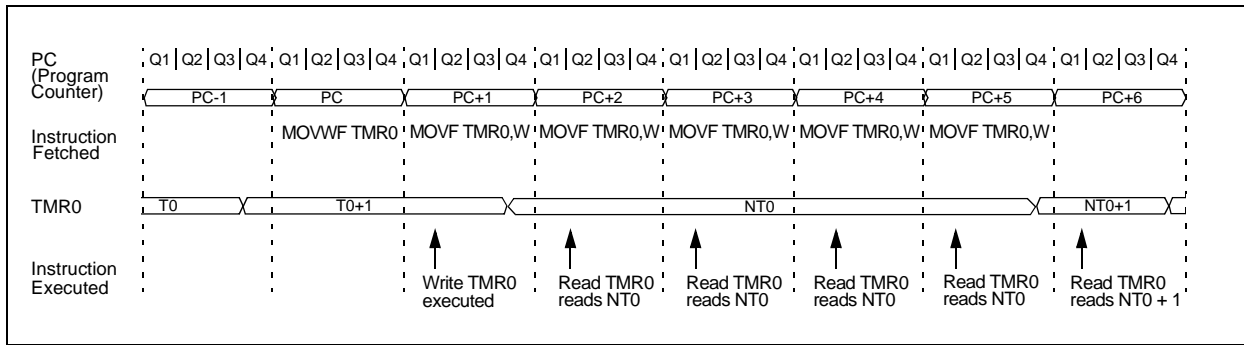 PC
(Program
Counter)
Q1 Q2 Q3 Q4 Q1 Q2 Q3 Q4 Q1 Q2 Q3 Q4 Q1 Q2 Q3 Q4 Q1 Q2 Q3 Q4 Q1 Q2 Q3 Q4 Q1 Q2 Q3 Q4 Q1 Q2 Q3 Q4
PC-1 PC PC+1 PC+2 PC+3 PC+4 PC+5 PC+6
Instruction
Fetched
MOVWF TMR0 MOVF TMR0,W MOVF TMR0,W MOVF TMR0,W MOVF TMR0,W MOVF TMR0,W
TMR0
T0 T0+1 NT0 NT0+1
Instruction
Executed
Write TMR0
executed
Read TMR0
reads NT0
Read TMR0
reads NT0
Read TMR0
reads NT0
Read TMR0
reads NT0
Read TMR0
reads NT0 + 1